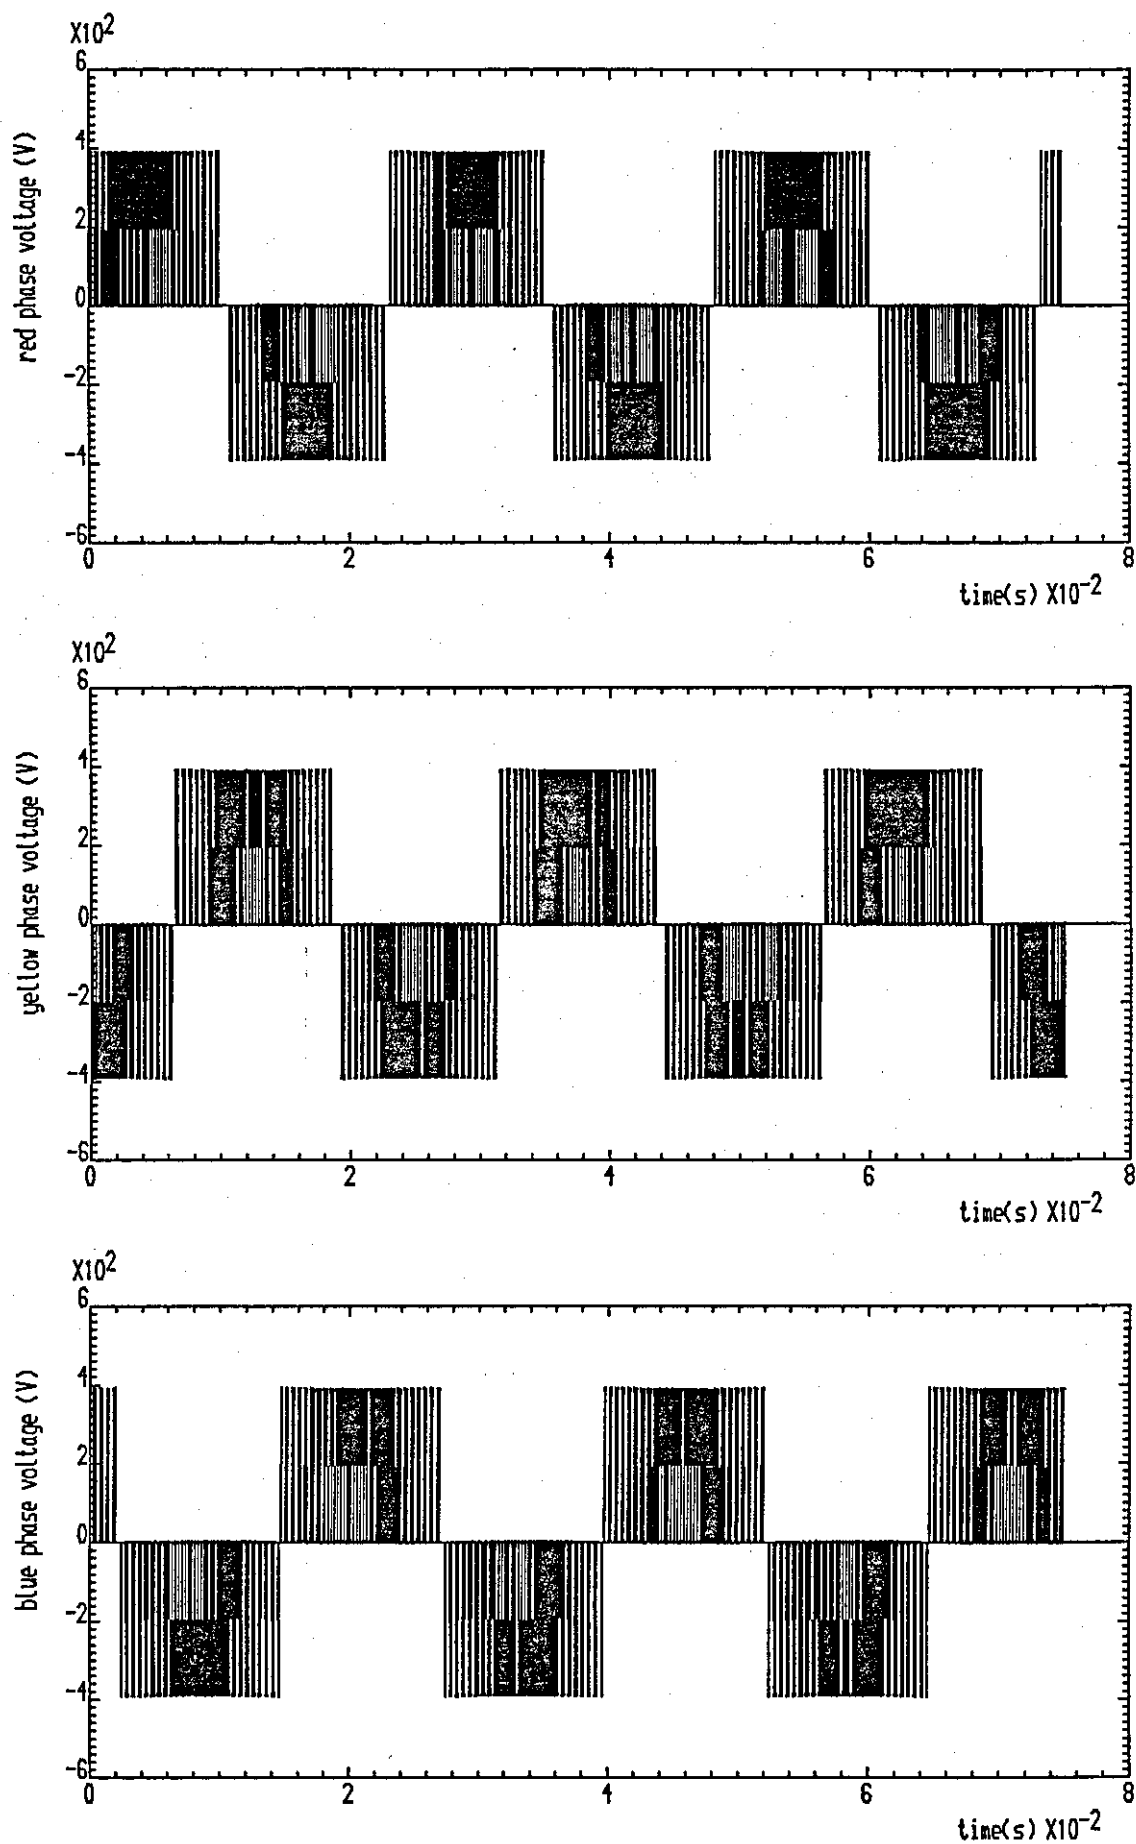 X10²
6
4
2
0
-2
-4
-6
red phase voltage (V)
0 2 4 6 8
time(s) X10⁻²
X10²
6
4
2
0
-2
-4
-6
yellow phase voltage (V)
0 2 4 6 8
time(s) X10⁻²
X10²
6
4
2
0
-2
-4
-6
blue phase voltage (V)
0 2 4 6 8
time(s) X10⁻²